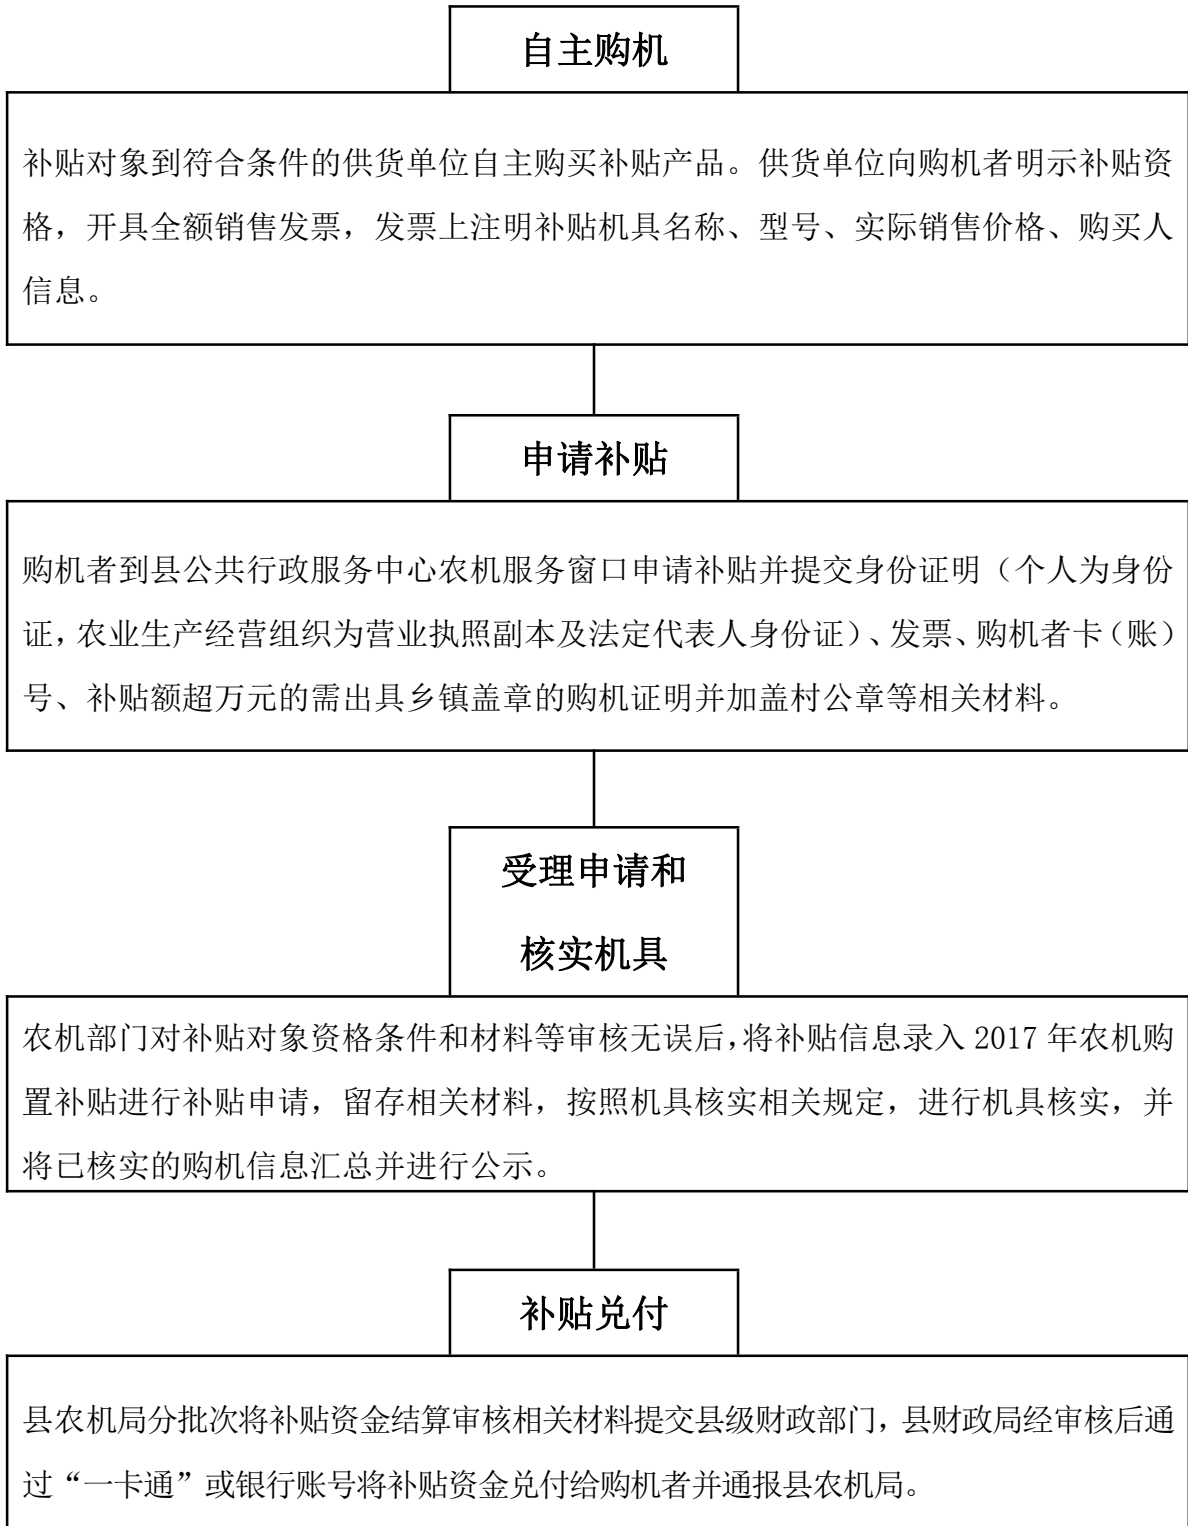 自主购机
补贴对象到符合条件的供货单位自主购买补贴产品。供货单位向购机者明示补贴资
格，开具全额销售发票，发票上注明补贴机具名称、型号、实际销售价格、购买人
信息。
申请补贴
购机者到县公共行政服务中心农机服务窗口申请补贴并提交身份证明（个人为身份
证，农业生产经营组织为营业执照副本及法定代表人身份证）、发票、购机者卡（账）
号、补贴额超万元的需出具乡镇盖章的购机证明并加盖村公章等相关材料。
受理申请和
核实机具
农机部门对补贴对象资格条件和材料等审核无误后，将补贴信息录入 2017 年农机购
置补贴进行补贴申请，留存相关材料，按照机具核实相关规定，进行机具核实，并
将已核实的购机信息汇总并进行公示。
补贴兑付
县农机局分批次将补贴资金结算审核相关材料提交县级财政部门，县财政局经审核后通
过“一卡通”或银行账号将补贴资金兑付给购机者并通报县农机局。